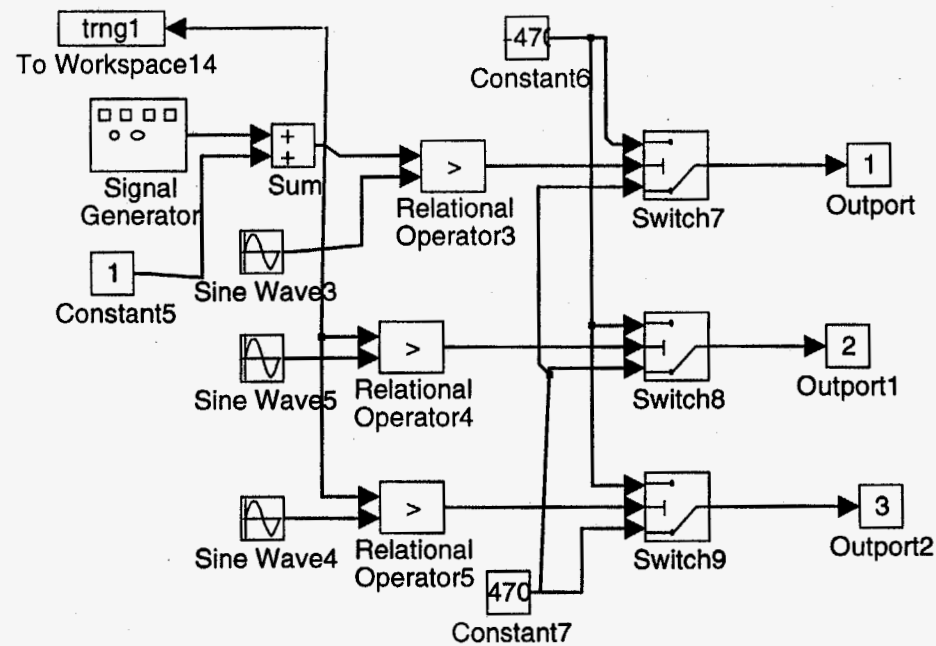 trng1
To Workspace14
-470
Constant6
+
+
Sum
Signal
Generator
>
Relational
Operator3
Switch7
1
Outport
1
Constant5
Sine Wave3
>
Relational
Operator4
Sine Wave5
Switch8
2
Outport1
>
Relational
Operator5
Sine Wave4
Switch9
3
Outport2
470
Constant7